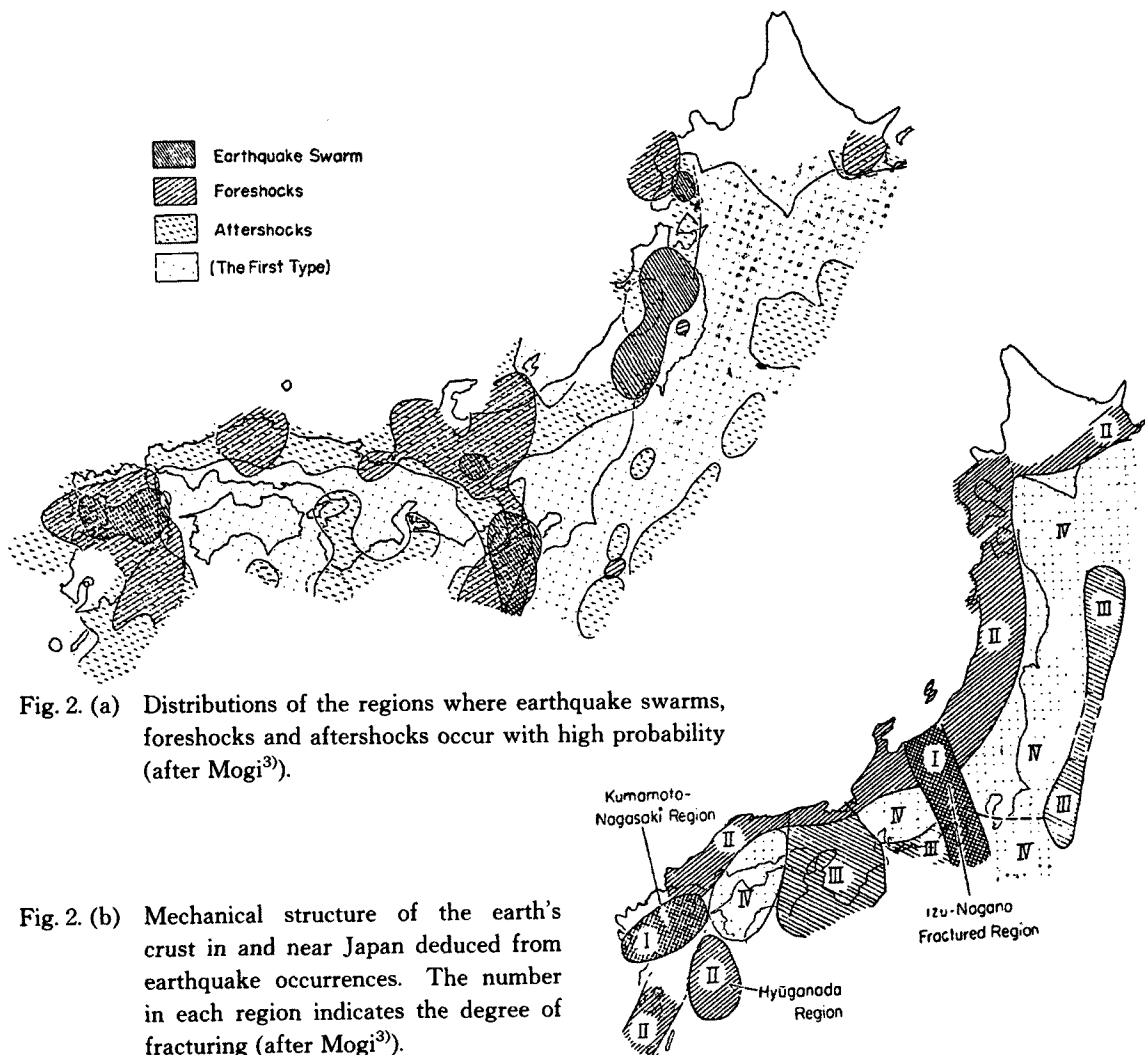 Earthquake Swarm
Foreshocks
Aftershocks
(The First Type)
Fig. 2. (a) Distributions of the regions where earthquake swarms,
foreshocks and aftershocks occur with high probability
(after Mogi³⁾).
II
IV
III
II
I
IV
III
IV
III
IV
Kumamoto-
Nagasaki Region
II
III
IV
I
II
II
Izu-Nagano
Fractured Region
Hyūganada
Region
Fig. 2. (b) Mechanical structure of the earth's
crust in and near Japan deduced from
earthquake occurrences. The number
in each region indicates the degree of
fracturing (after Mogi³⁾).